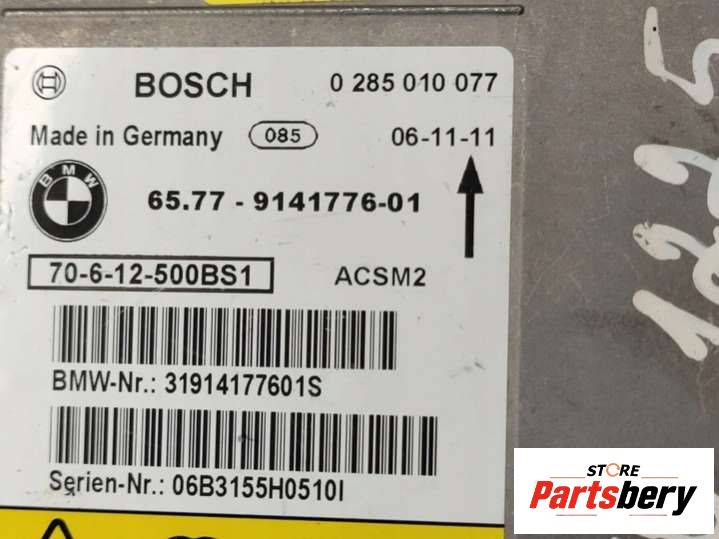 BOSCH 0 285 010 077
Made in Germany 085 06-11-11
BMW
65.77 - 9141776-01
70-6-12-500BS1 ACSM2
BMW-Nr.: 31914177601S
Serien-Nr.: 06B3155H0510I
STORE
Partsbery